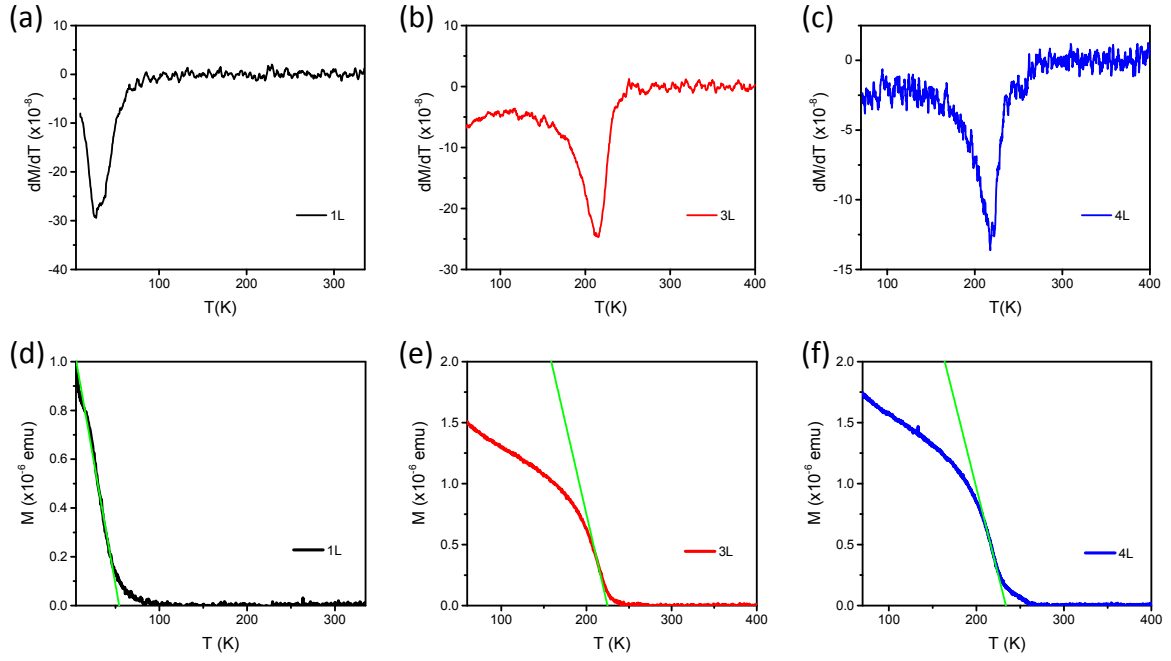 (a)
10
0
-10
-20
-30
-40
dM/dT (x10⁻⁸)
1L
100
200
300
T(K)
(b)
10
0
-10
-20
-30
dM/dT (x10⁻⁸)
3L
100
200
300
400
T(K)
(c)
0
-5
-10
-15
dM/dT (x10⁻⁸)
4L
100
200
300
400
T(K)
(d)
1.0
0.8
0.6
0.4
0.2
0.0
M (x10⁻⁶ emu)
1L
100
200
300
T (K)
(e)
2.0
1.5
1.0
0.5
0.0
M (x10⁻⁶ emu)
3L
100
200
300
400
T (K)
(f)
2.0
1.5
1.0
0.5
0.0
M (x10⁻⁶ emu)
4L
100
200
300
400
T (K)